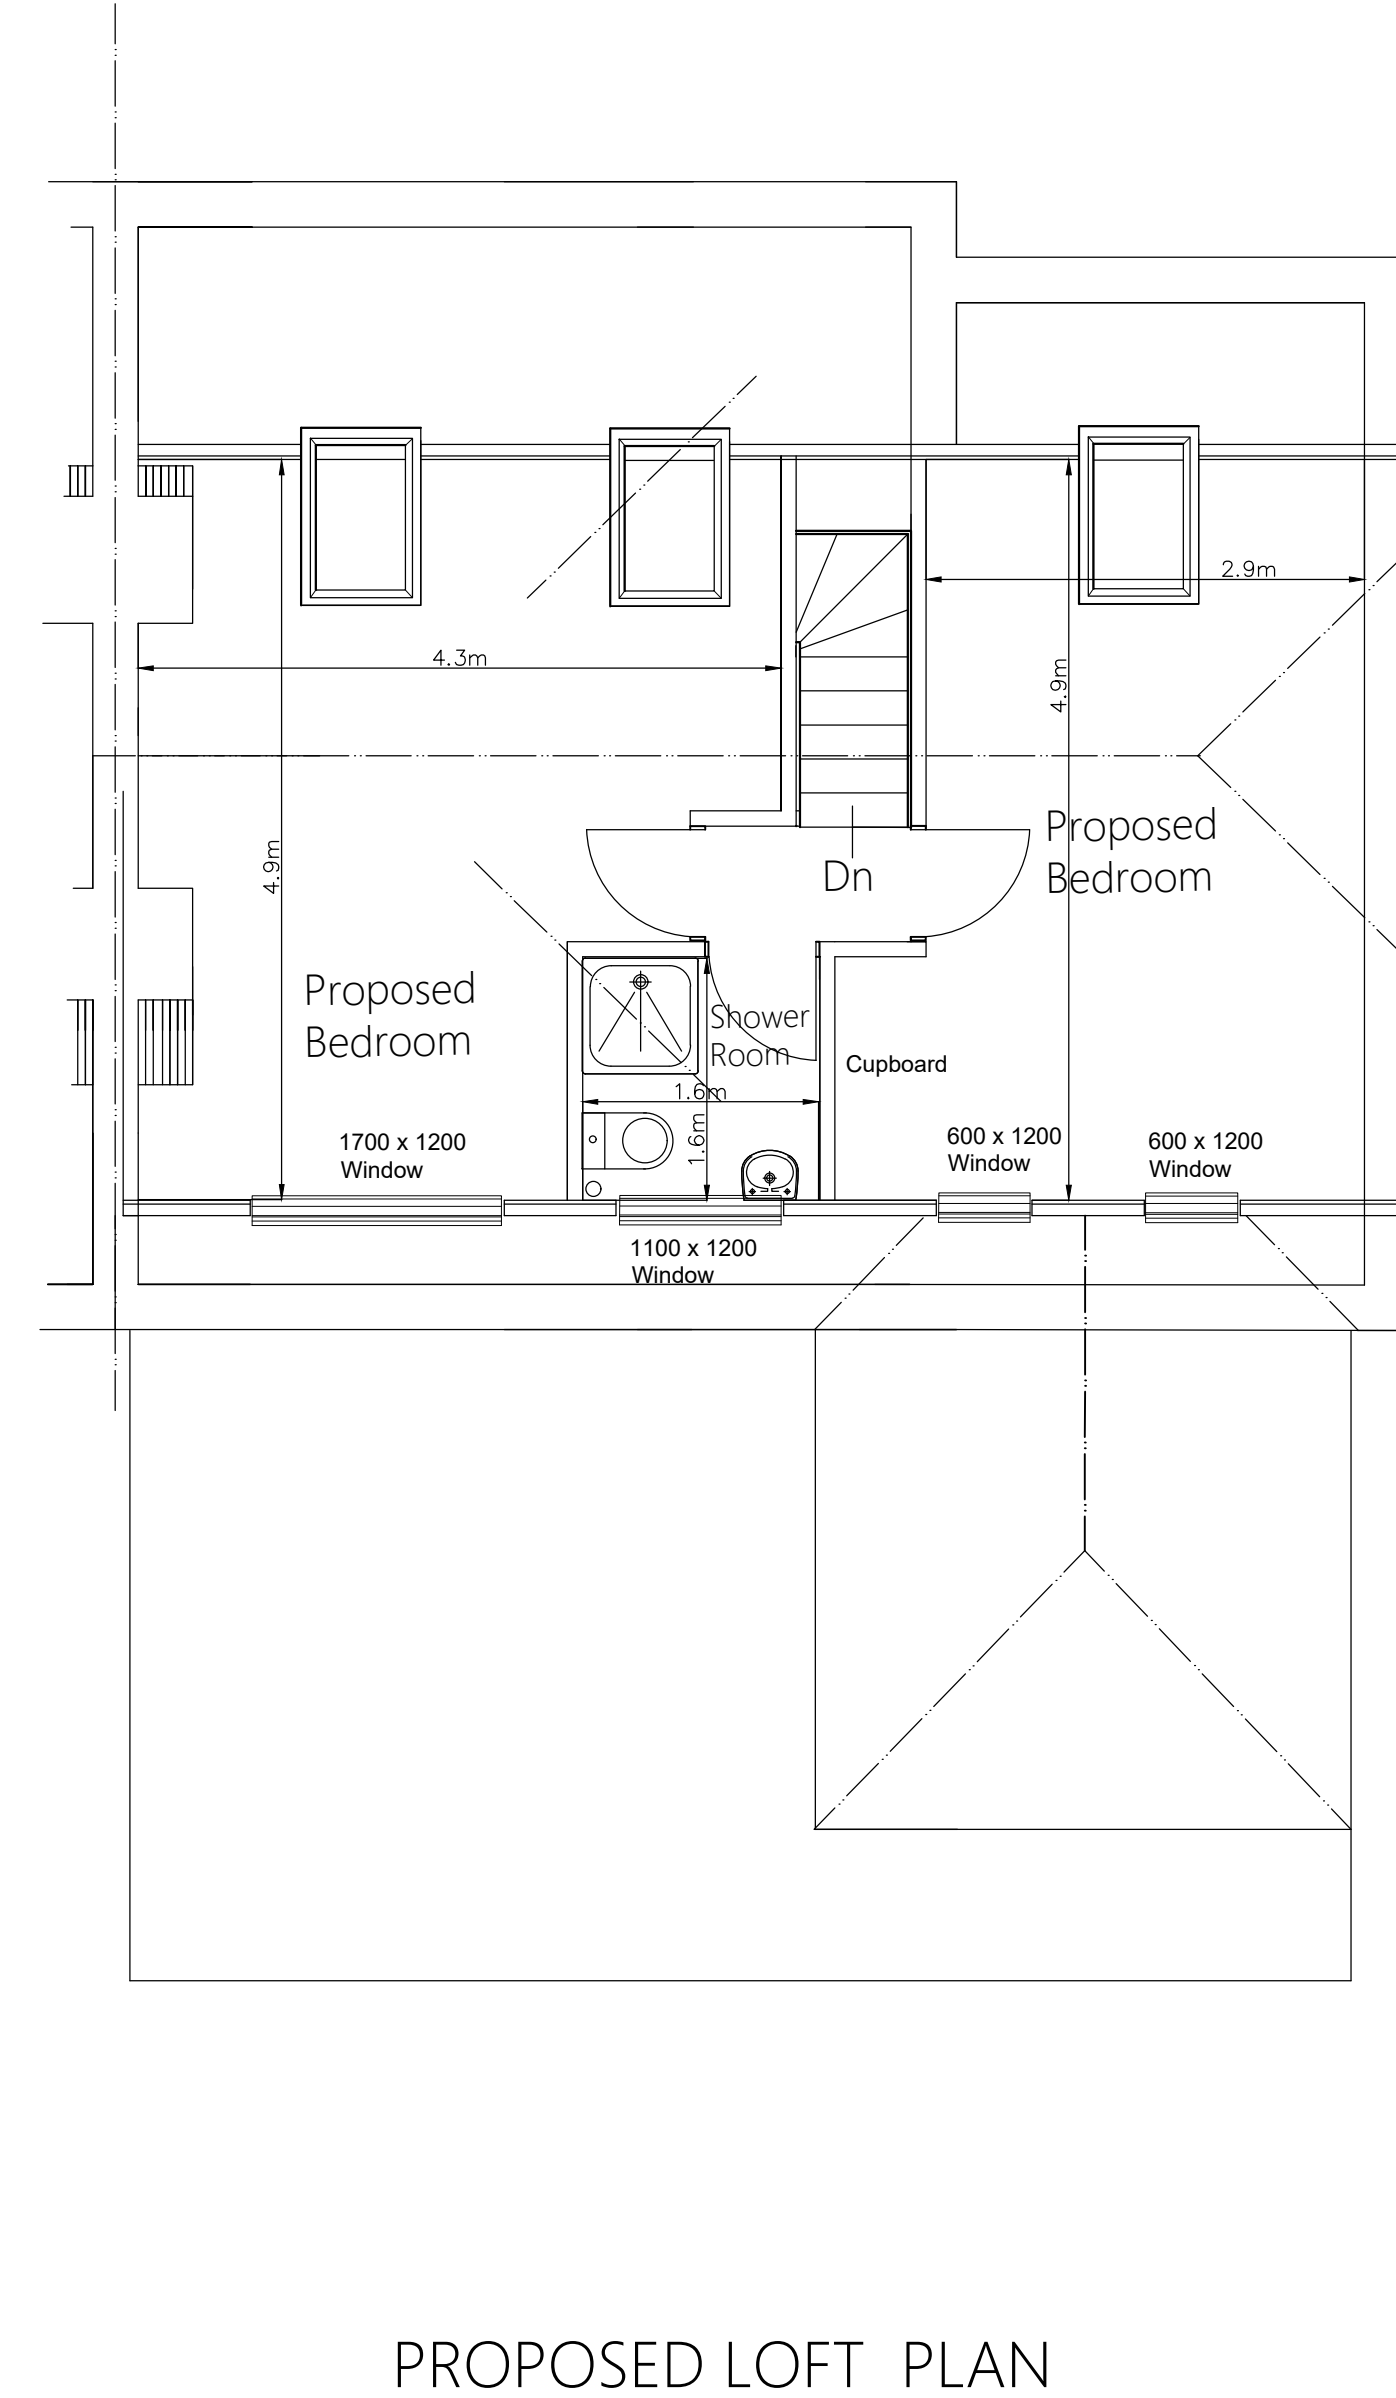 2.9m
4.3m
4.9m
4.9m
Proposed
Bedroom
Dn
Proposed
Bedroom
Shower
Room
Cupboard
1.6m
1.6m
1700 x 1200
Window
600 x 1200
Window
600 x 1200
Window
1100 x 1200
Window
PROPOSED LOFT PLAN